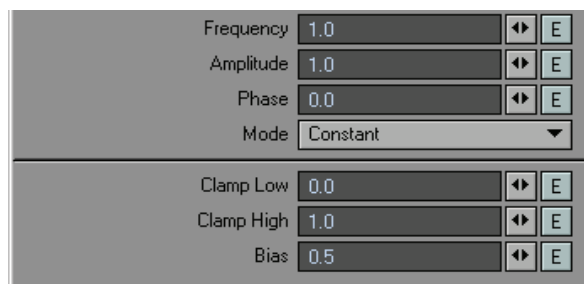 Frequency 1.0 E
Amplitude 1.0 E
Phase 0.0 E
Mode Constant
Clamp Low 0.0 E
Clamp High 1.0 E
Bias 0.5 E